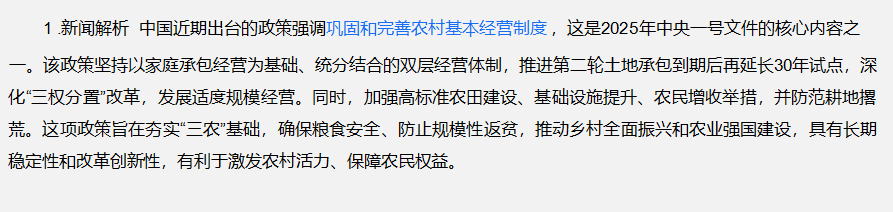 1 .新闻解析  中国近期出台的政策强调巩固和完善农村基本经营制度 ，这是2025年中央一号文件的核心内容之
一。该政策坚持以家庭承包经营为基础、统分结合的双层经营体制，推进第二轮土地承包到期后再延长30年试点，深
化“三权分置”改革，发展适度规模经营。同时，加强高标准农田建设、基础设施提升、农民增收举措，并防范耕地撂
荒。这项政策旨在夯实“三农”基础，确保粮食安全、防止规模性返贫，推动乡村全面振兴和农业强国建设，具有长期
稳定性和改革创新性，有利于激发农村活力、保障农民权益。